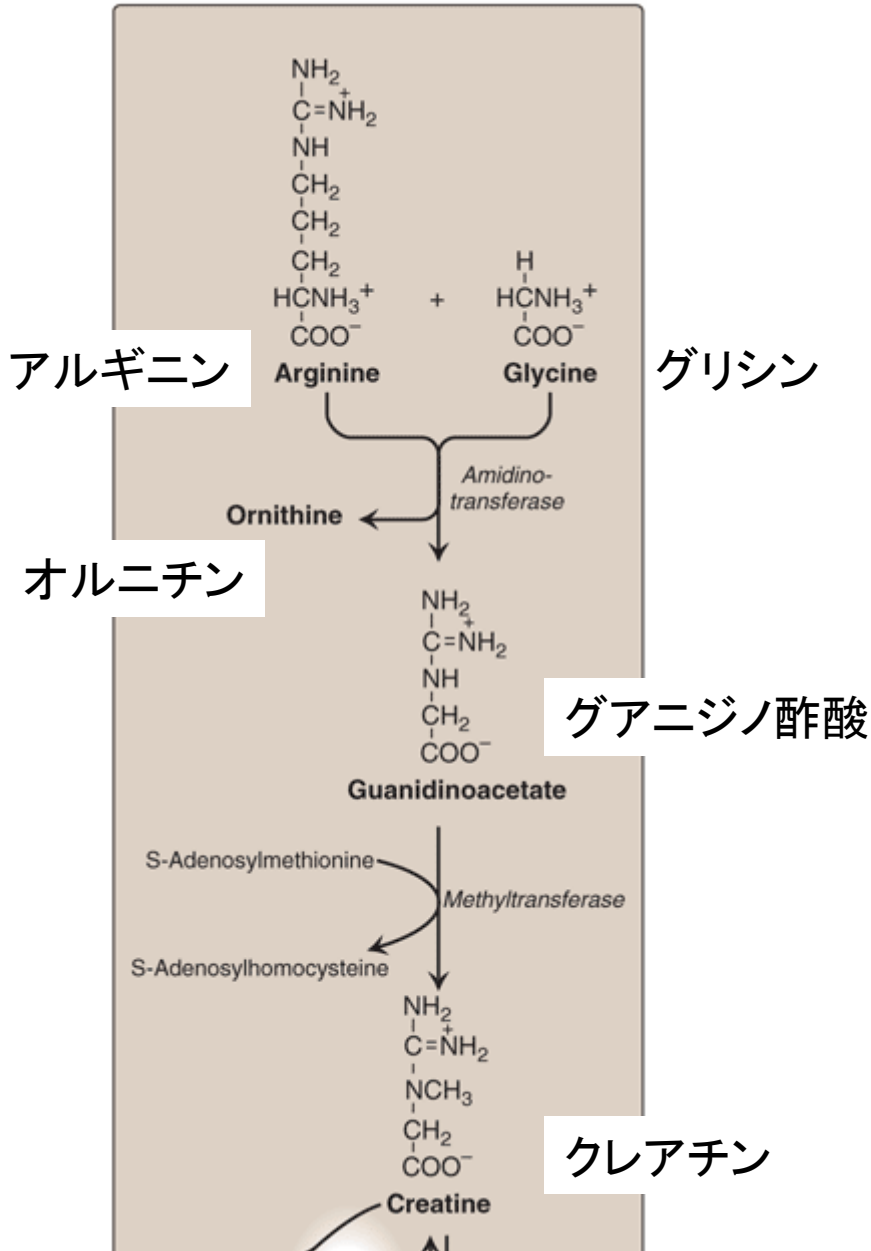 NH₂
C=NH₂⁺
NH
CH₂
CH₂
CH₂
HCNH₃⁺
COO⁻
Arginine
アルギニン
+
H
HCNH₃⁺
COO⁻
Glycine
グリシン
Amidino-
transferase
Ornithine
オルニチン
NH₂
C=NH₂⁺
NH
CH₂
COO⁻
Guanidinoacetate
グアニジノ酢酸
S-Adenosylmethionine
Methyltransferase
S-Adenosylhomocysteine
NH₂
C=NH₂⁺
NCH₃
CH₂
COO⁻
Creatine
クレアチン